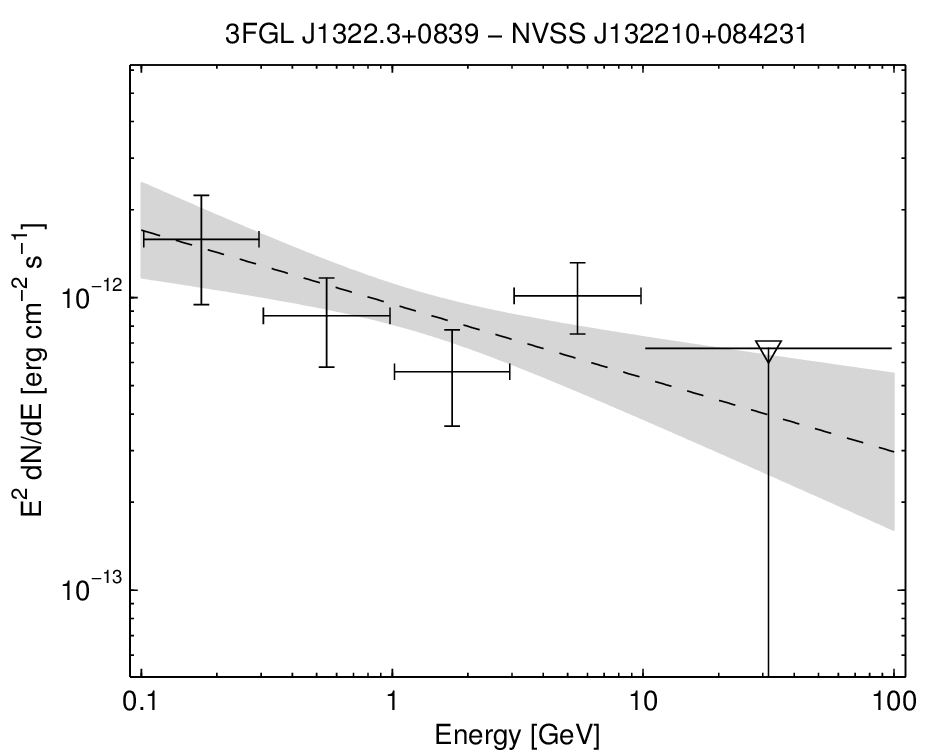 3FGL J1322.3+0839 − NVSS J132210+084231
E² dN/dE [erg cm⁻² s⁻¹]
10⁻¹²
10⁻¹³
0.1 1 10 100
Energy [GeV]